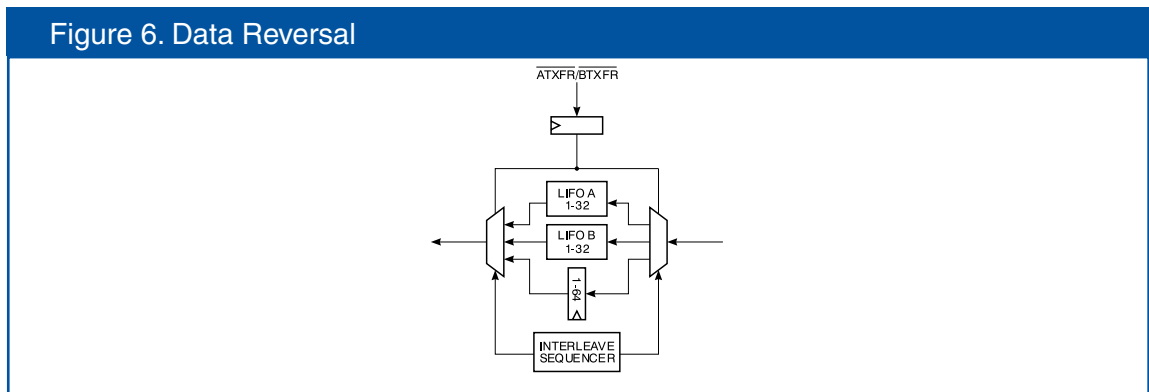 Figure 6. Data Reversal
ATXFR/BTXFR
LIFO A
1-32
LIFO B
1-32
1-64
INTERLEAVE
SEQUENCER